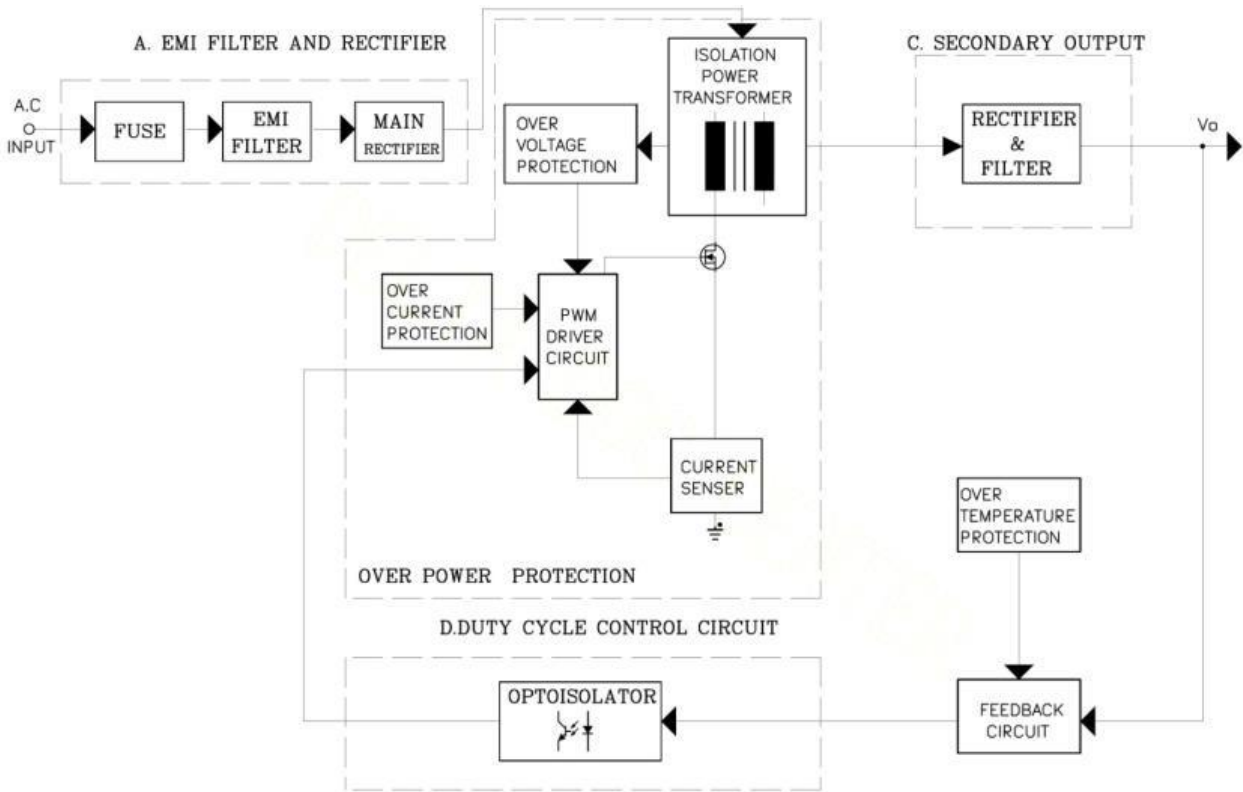 A. EMI FILTER AND RECTIFIER
C. SECONDARY OUTPUT
A.C
INPUT
FUSE
EMI
FILTER
MAIN
RECTIFIER
OVER
VOLTAGE
PROTECTION
ISOLATION
POWER
TRANSFORMER
RECTIFIER
&
FILTER
Vo
OVER
CURRENT
PROTECTION
PWM
DRIVER
CIRCUIT
CURRENT
SENSER
OVER
TEMPERATURE
PROTECTION
OVER POWER PROTECTION
D.DUTY CYCLE CONTROL CIRCUIT
OPTOISOLATOR
FEEDBACK
CIRCUIT